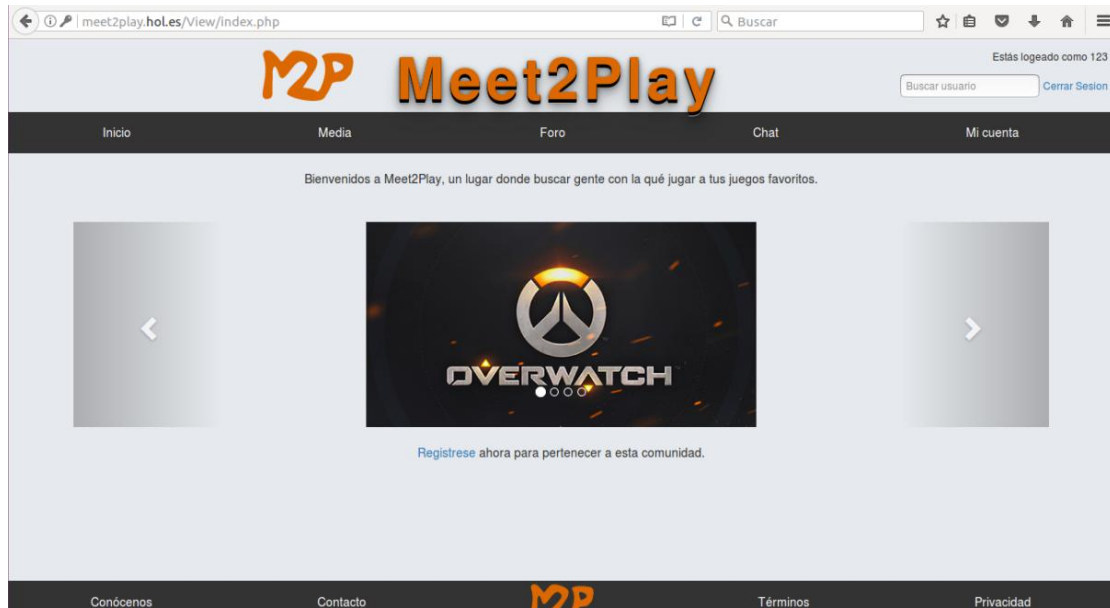 meet2play.hol.es/View/index.php
Buscar
M2P
Meet2Play
Estás logeado como 123
Buscar usuario
Cerrar Sesion
Inicio
Media
Foro
Chat
Mi cuenta
Bienvenidos a Meet2Play, un lugar donde buscar gente con la qué jugar a tus juegos favoritos.
OVERWATCH
Registrese ahora para pertenecer a esta comunidad.
Conócenos
Contacto
M2P
Términos
Privacidad